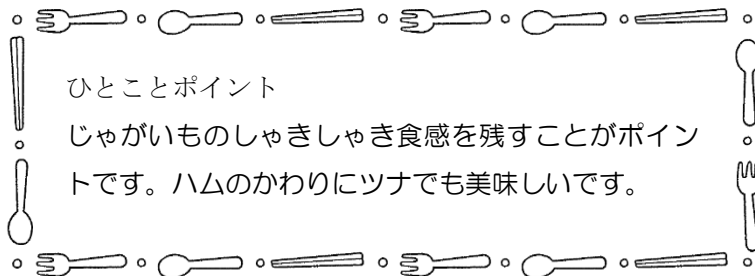 ひとことポイント
じゃがいものしゃきしゃき食感を残すことがポイン
トです。ハムのかわりにツナでも美味しいです。